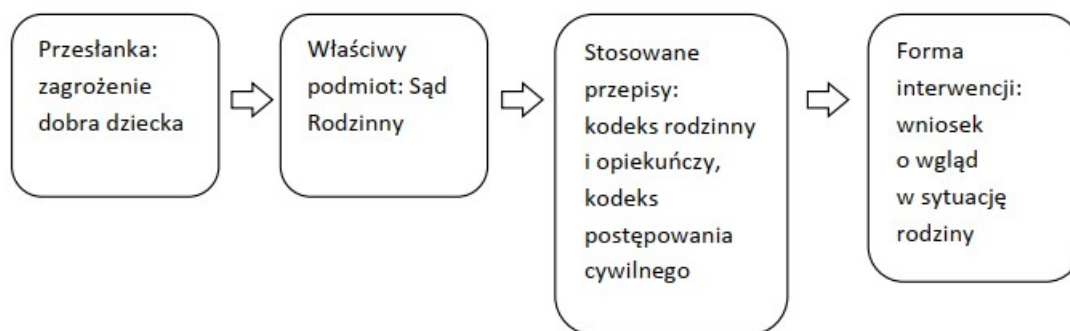 Przesłanka:
zagrożenie
dobra dziecka
Właściwy
podmiot: Sąd
Rodzinny
Stosowane
przepisy:
kodeks rodzinny
i opiekuńczy,
kodeks
postępowania
cywilnego
Forma
interwencji:
wniosek
o wgląd
w sytuację
rodziny